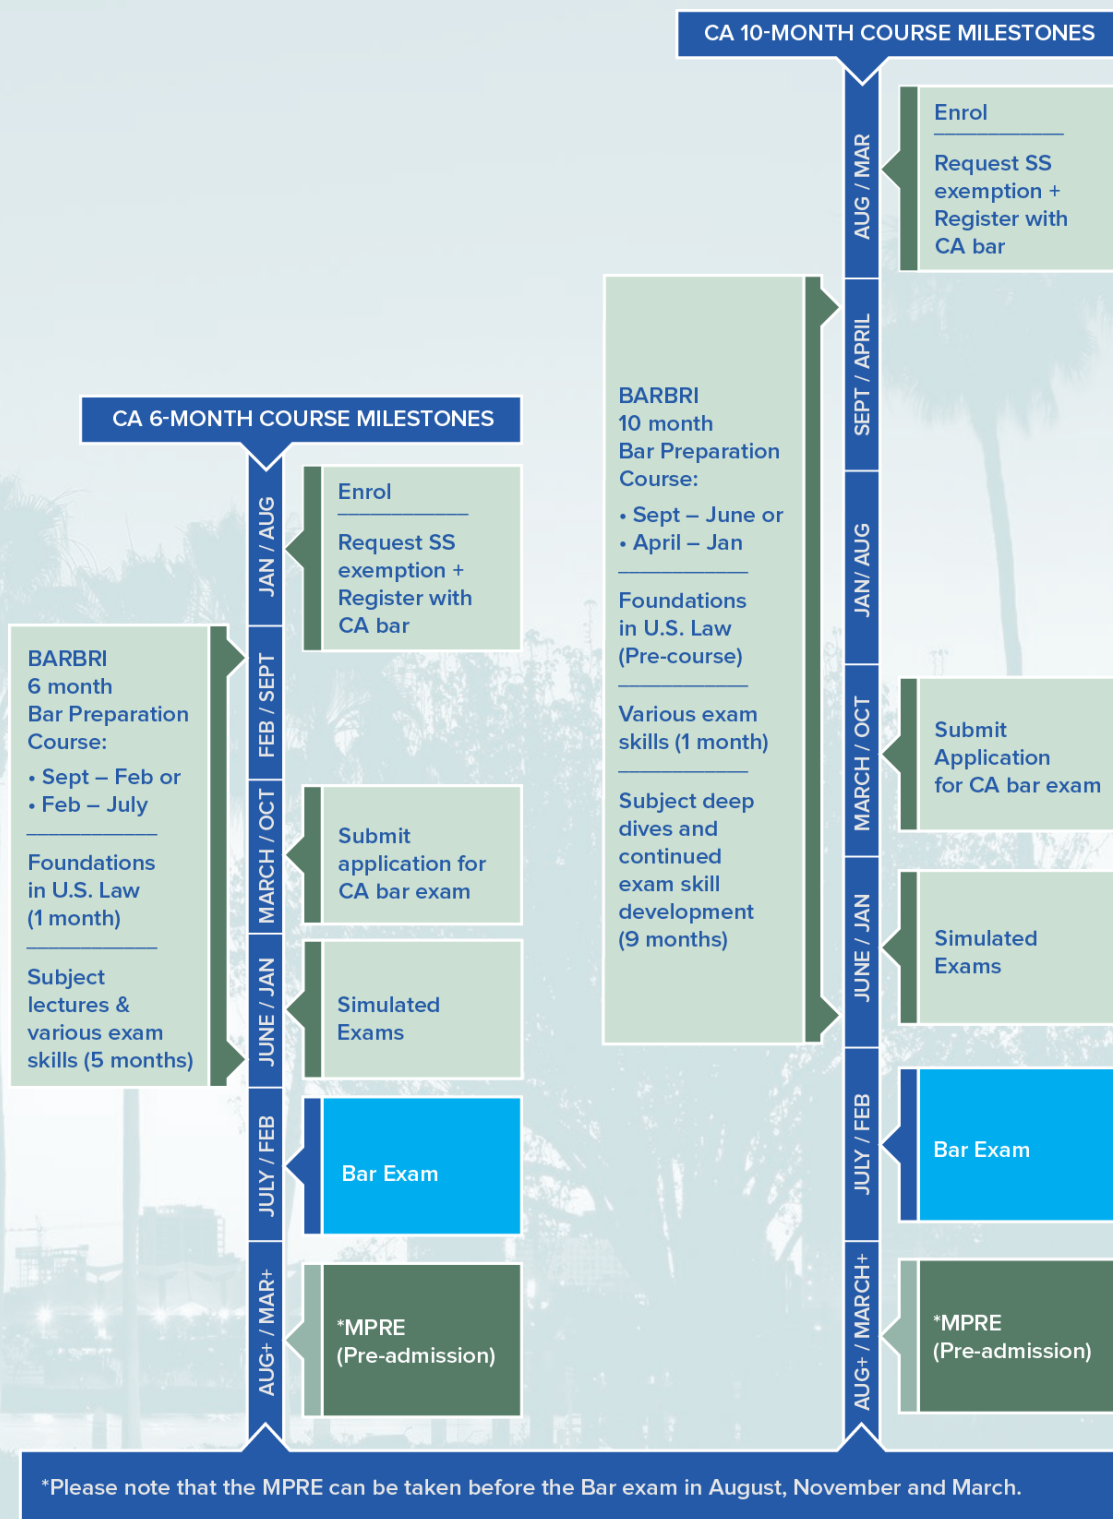 CA 10-MONTH COURSE MILESTONES
AUG / MAR
Enrol
Request SS
exemption +
Register with
CA bar
SEPT / APRIL
BARBRI
10 month
Bar Preparation
Course:
• Sept – June or
• April – Jan
Foundations
in U.S. Law
(Pre-course)
Various exam
skills (1 month)
Subject deep
dives and
continued
exam skill
development
(9 months)
JAN/ AUG
MARCH / OCT
Submit
Application
for CA bar exam
JUNE / JAN
Simulated
Exams
JULY / FEB
Bar Exam
AUG+ / MARCH+
*MPRE
(Pre-admission)
CA 6-MONTH COURSE MILESTONES
JAN / AUG
Enrol
Request SS
exemption +
Register with
CA bar
FEB / SEPT
BARBRI
6 month
Bar Preparation
Course:
• Sept – Feb or
• Feb – July
Foundations
in U.S. Law
(1 month)
Subject
lectures &
various exam
skills (5 months)
MARCH / OCT
Submit
application for
CA bar exam
JUNE / JAN
Simulated
Exams
JULY / FEB
Bar Exam
AUG+ / MAR+
*MPRE
(Pre-admission)
*Please note that the MPRE can be taken before the Bar exam in August, November and March.